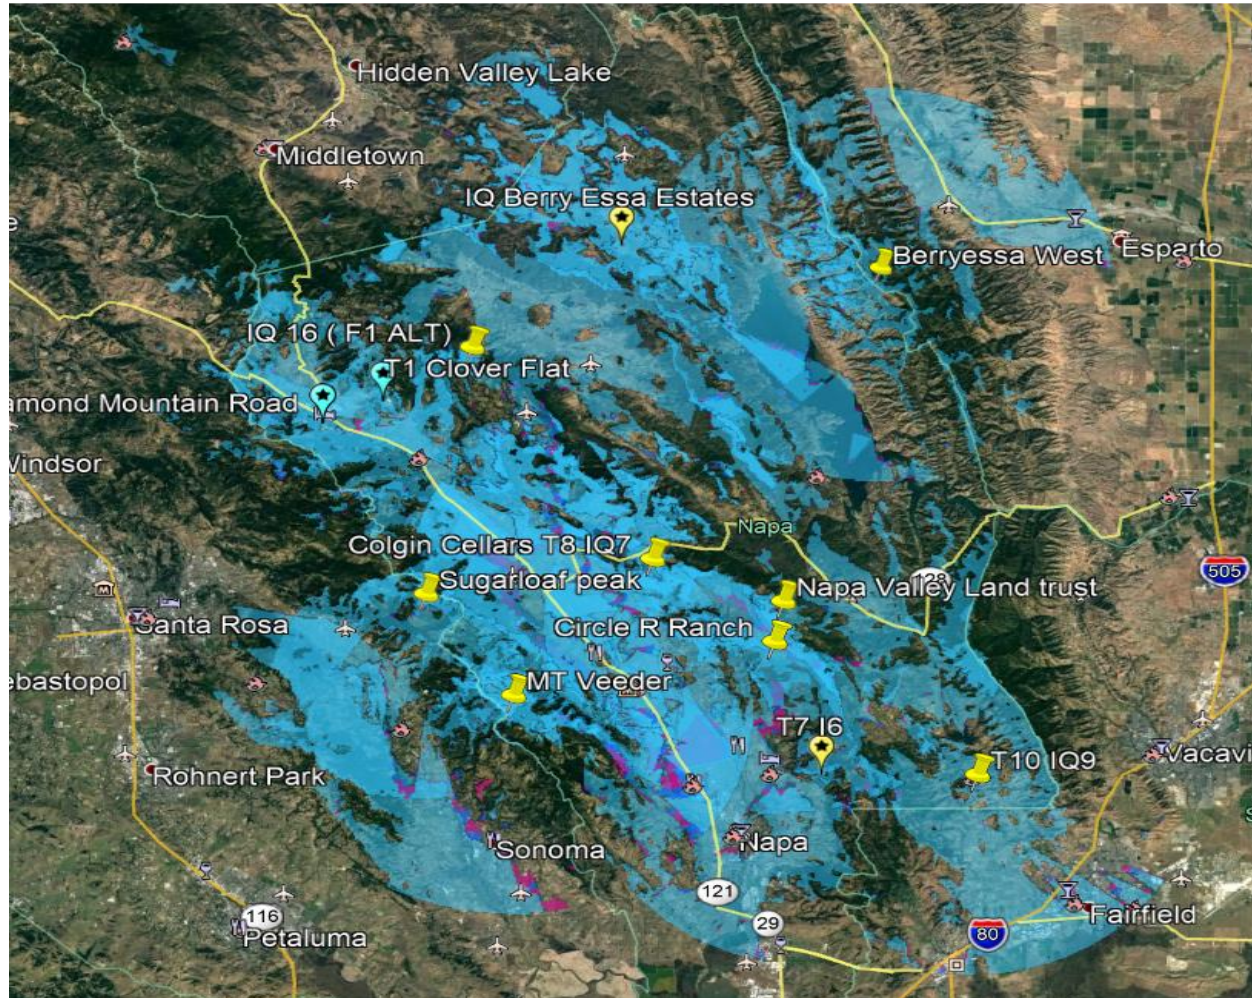 Hidden Valley Lake
Middletown
IQ Berry Essa Estates
Berryessa West
Esparto
IQ 16 ( F1 ALT)
T1 Clover Flat
amond Mountain Road
Windsor
Napa
Colgin Cellars T8 IQ7
128
505
Sugarloaf peak
Napa Valley Land trust
Santa Rosa
Circle R Ranch
ebastopol
MT Veeder
T7 I6
Vacavi
T10 IQ9
Rohnert Park
Napa
Sonoma
121
116
29
Fairfield
80
Petaluma